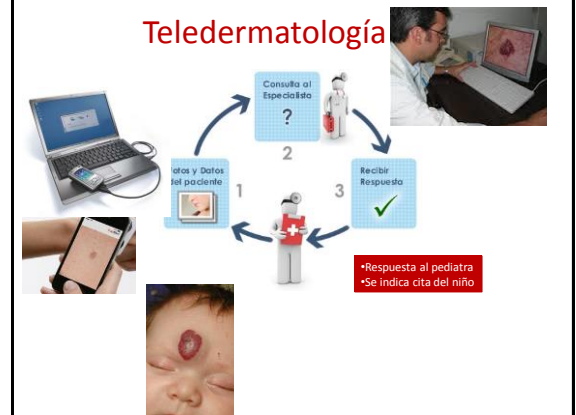 Teledermatología
Consulta al
Especialista
?
2
Fotos y Datos
del paciente
1
3
Recibir
Respuesta
•Respuesta al pediatra
•Se indica cita del niño